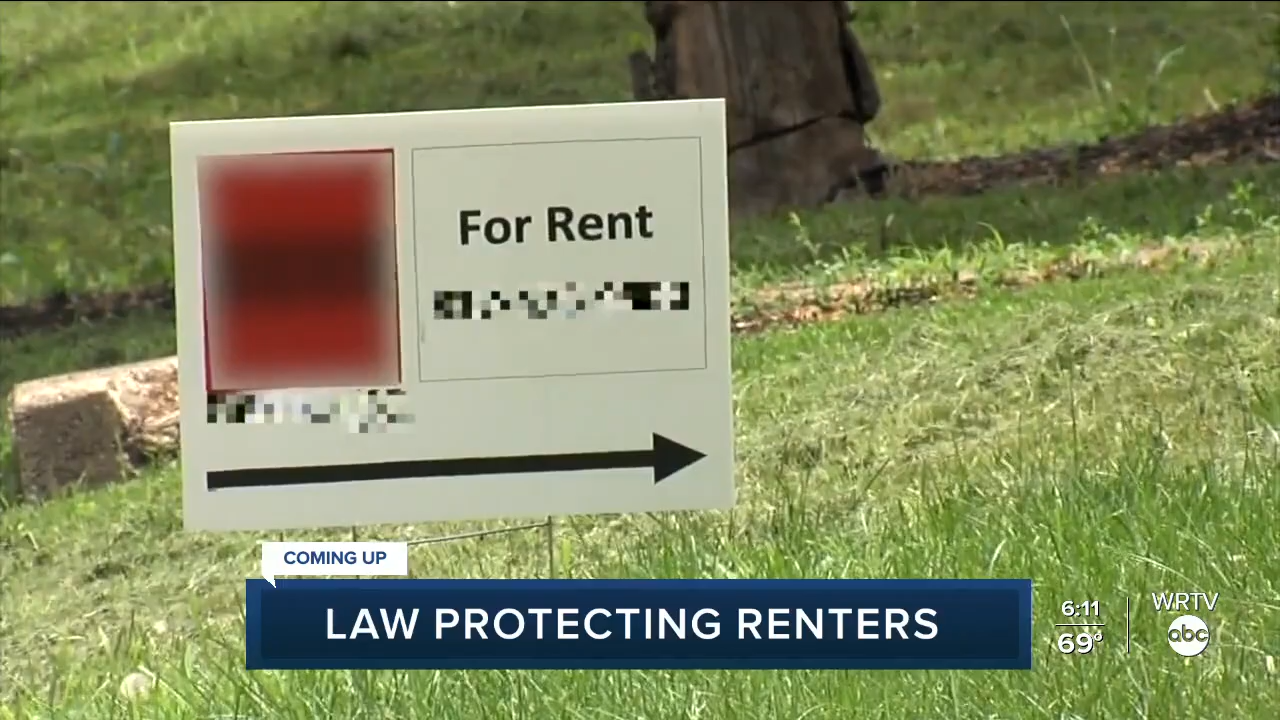 For Rent
COMING UP
LAW PROTECTING RENTERS
6:11
69°
WRTV
abc